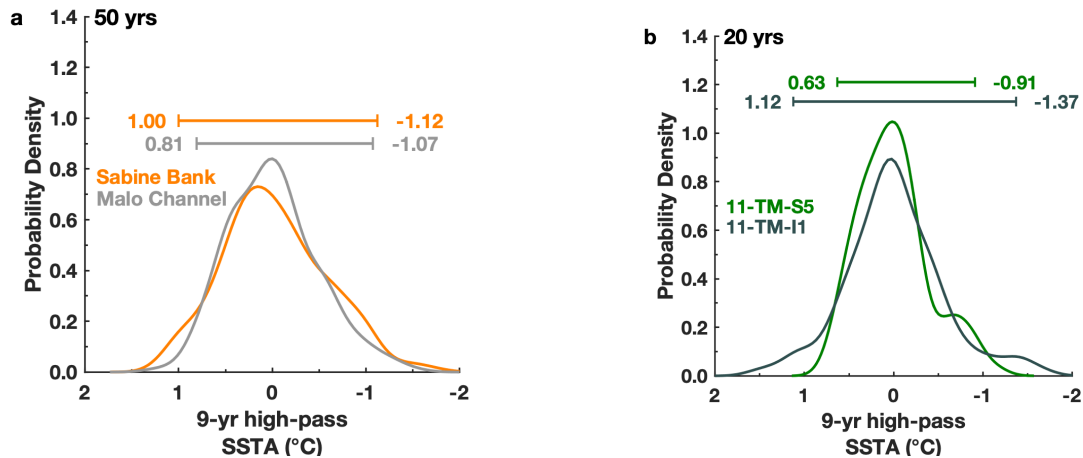 a
50 yrs
1.4
1.2
1.0
0.8
0.6
0.4
0.2
0.0
Probability Density
1.00
-1.12
0.81
-1.07
Sabine Bank
Malo Channel
2
1
0
-1
-2
9-yr high-pass
SSTA (°C)
b
20 yrs
1.4
1.2
1.0
0.8
0.6
0.4
0.2
0.0
Probability Density
0.63
-0.91
1.12
-1.37
11-TM-S5
11-TM-I1
2
1
0
-1
-2
9-yr high-pass
SSTA (°C)